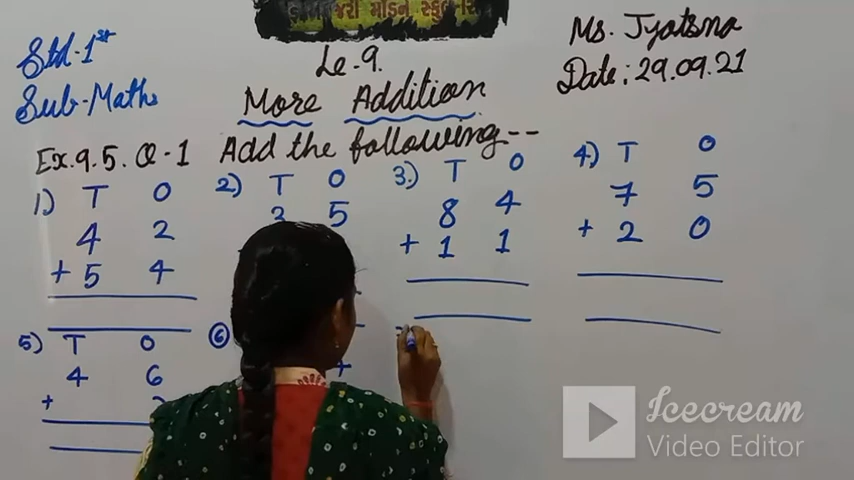 મોડર્ન સ્કૂલ
Std-1st
Sub-Maths
Le-9.
Ms. Jyotsna
Date:29.09.21
More Addition
Ex.9.5. Q-1 Add the following--
1) T O
4 2
+ 5 4
2) T O
3 5
3.) T O
8 4
+ 1 1
4) T O
7 5
+ 2 0
5) T O
4 6
+
6
+
Icecream
Video Editor